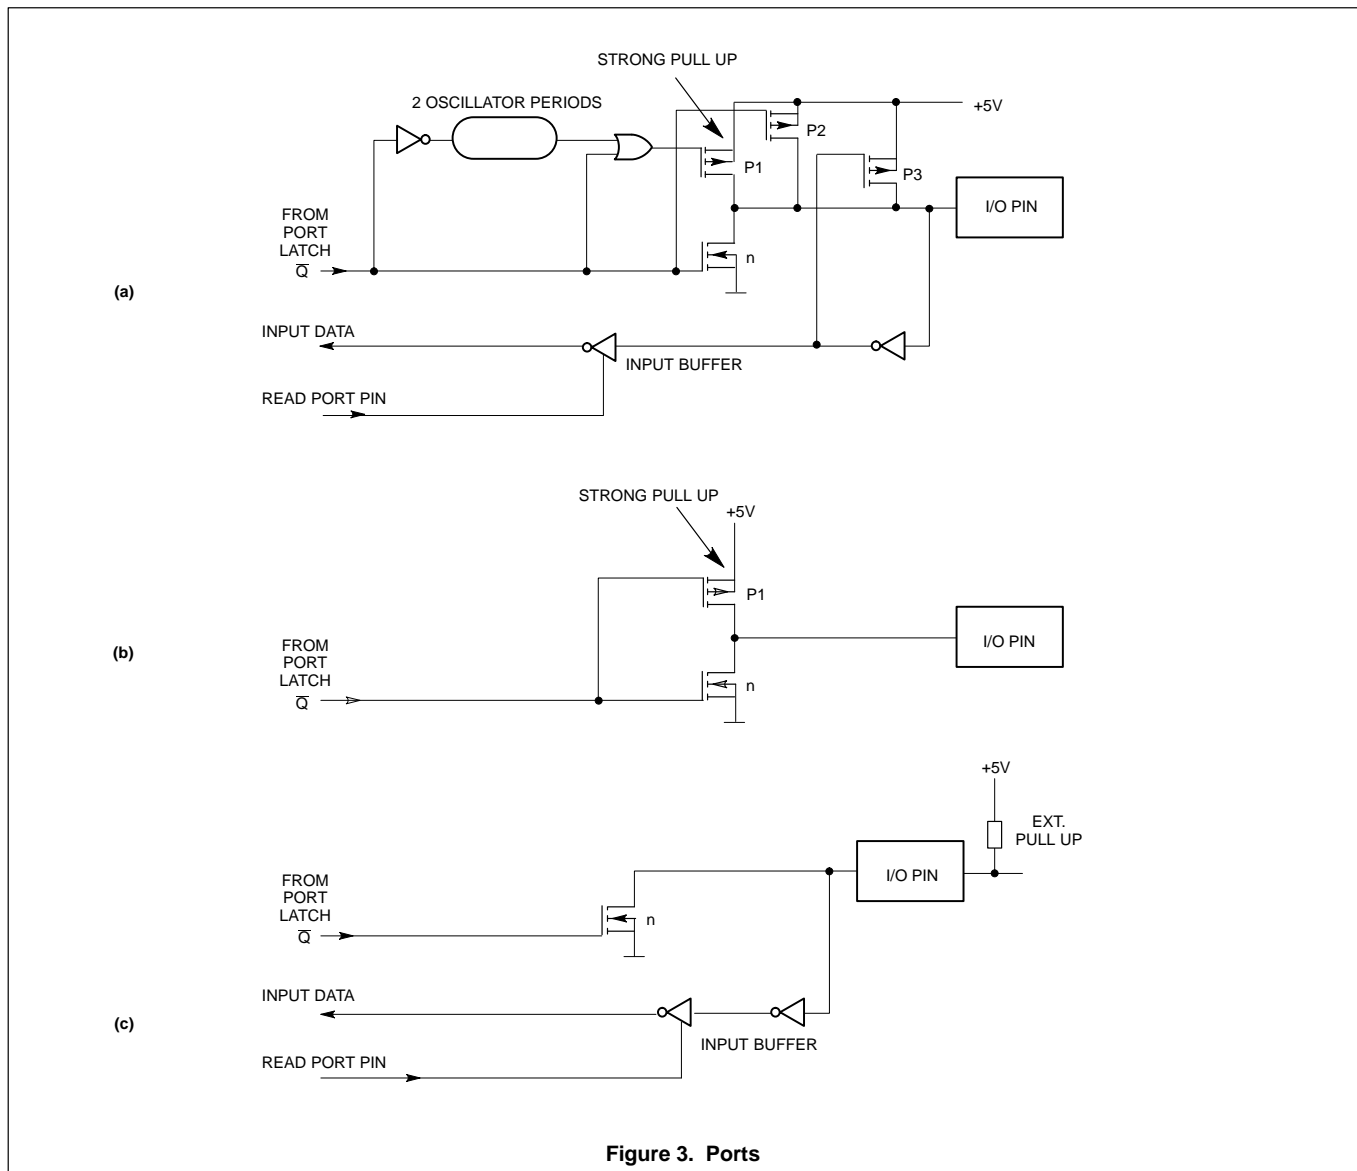 STRONG PULL UP
2 OSCILLATOR PERIODS
+5V
P2
P1
P3
I/O PIN
FROM
PORT
LATCH
Q̅
n
(a)
INPUT DATA
INPUT BUFFER
READ PORT PIN
STRONG PULL UP
+5V
P1
I/O PIN
(b)
FROM
PORT
LATCH
Q̅
n
+5V
EXT.
PULL UP
I/O PIN
FROM
PORT
LATCH
Q̅
n
INPUT DATA
(c)
INPUT BUFFER
READ PORT PIN
Figure 3. Ports